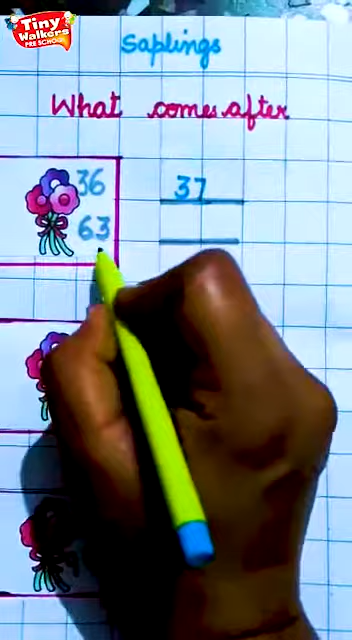 Tiny
Walkers
PRE SCHOOL
Saplings
What comes after
36 37
63